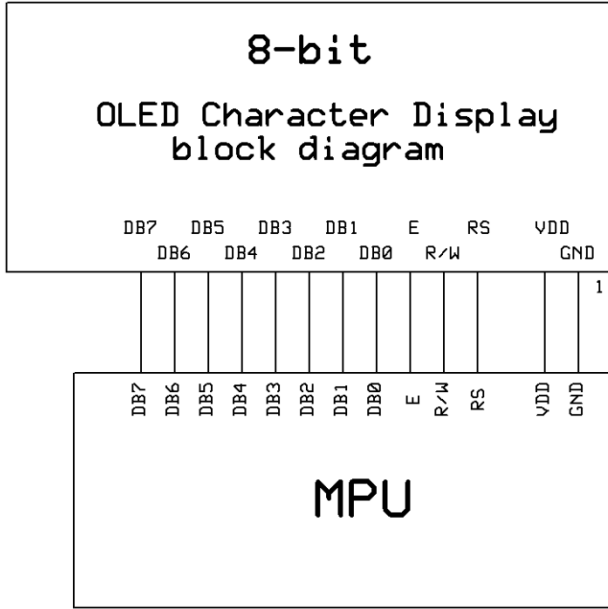 8-bit
OLED Character Display
block diagram
DB7 DB5 DB3 DB1 E RS VDD
DB6 DB4 DB2 DB0 R/W GND
1
DB7 DB6 DB5 DB4 DB3 DB2 DB1 DB0 E R/W RS VDD GND
MPU